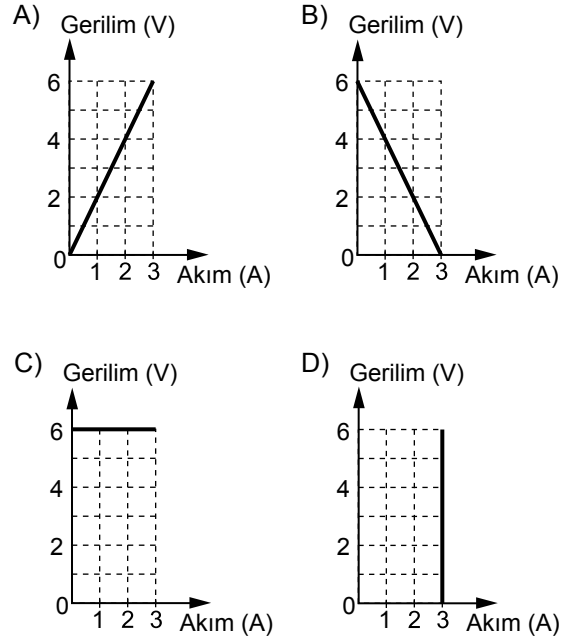 A) Gerilim (V)
6
4
2
0
1 2 3
Akım (A)
B) Gerilim (V)
6
4
2
0
1 2 3
Akım (A)
C) Gerilim (V)
6
4
2
0
1 2 3
Akım (A)
D) Gerilim (V)
6
4
2
0
1 2 3
Akım (A)